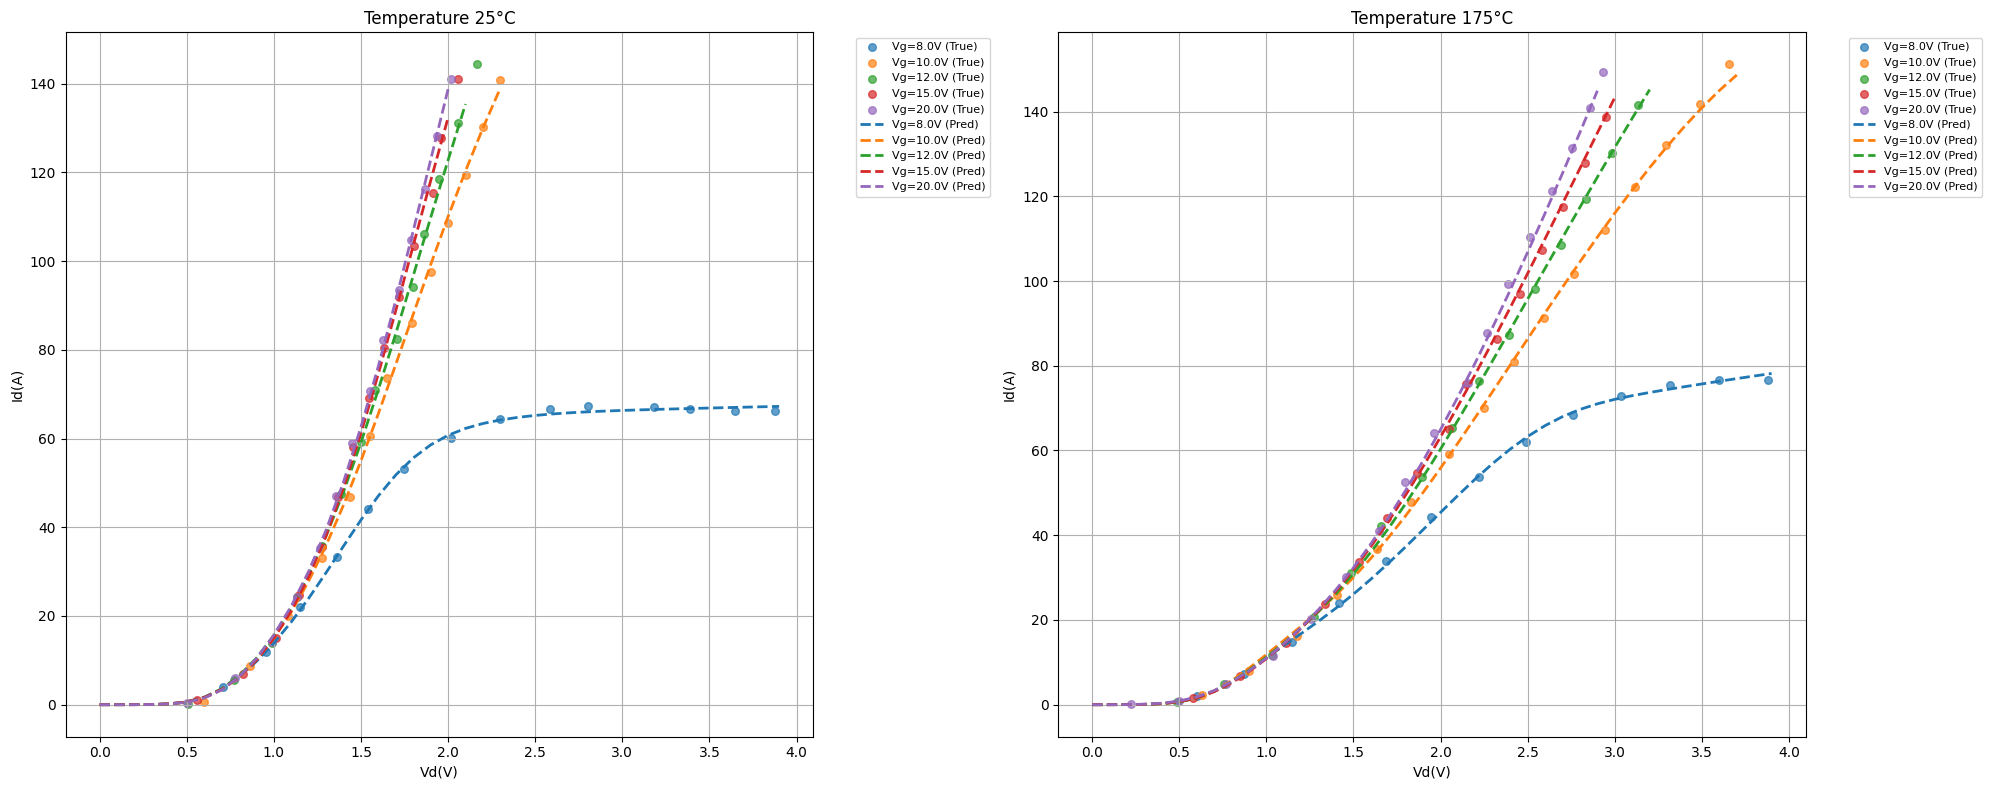 Temperature 25°C
Id(A)
140
120
100
80
60
40
20
0
0.0 0.5 1.0 1.5 2.0 2.5 3.0 3.5 4.0
Vd(V)
Vg=8.0V (True)
Vg=10.0V (True)
Vg=12.0V (True)
Vg=15.0V (True)
Vg=20.0V (True)
Vg=8.0V (Pred)
Vg=10.0V (Pred)
Vg=12.0V (Pred)
Vg=15.0V (Pred)
Vg=20.0V (Pred)
Temperature 175°C
Id(A)
140
120
100
80
60
40
20
0
0.0 0.5 1.0 1.5 2.0 2.5 3.0 3.5 4.0
Vd(V)
Vg=8.0V (True)
Vg=10.0V (True)
Vg=12.0V (True)
Vg=15.0V (True)
Vg=20.0V (True)
Vg=8.0V (Pred)
Vg=10.0V (Pred)
Vg=12.0V (Pred)
Vg=15.0V (Pred)
Vg=20.0V (Pred)